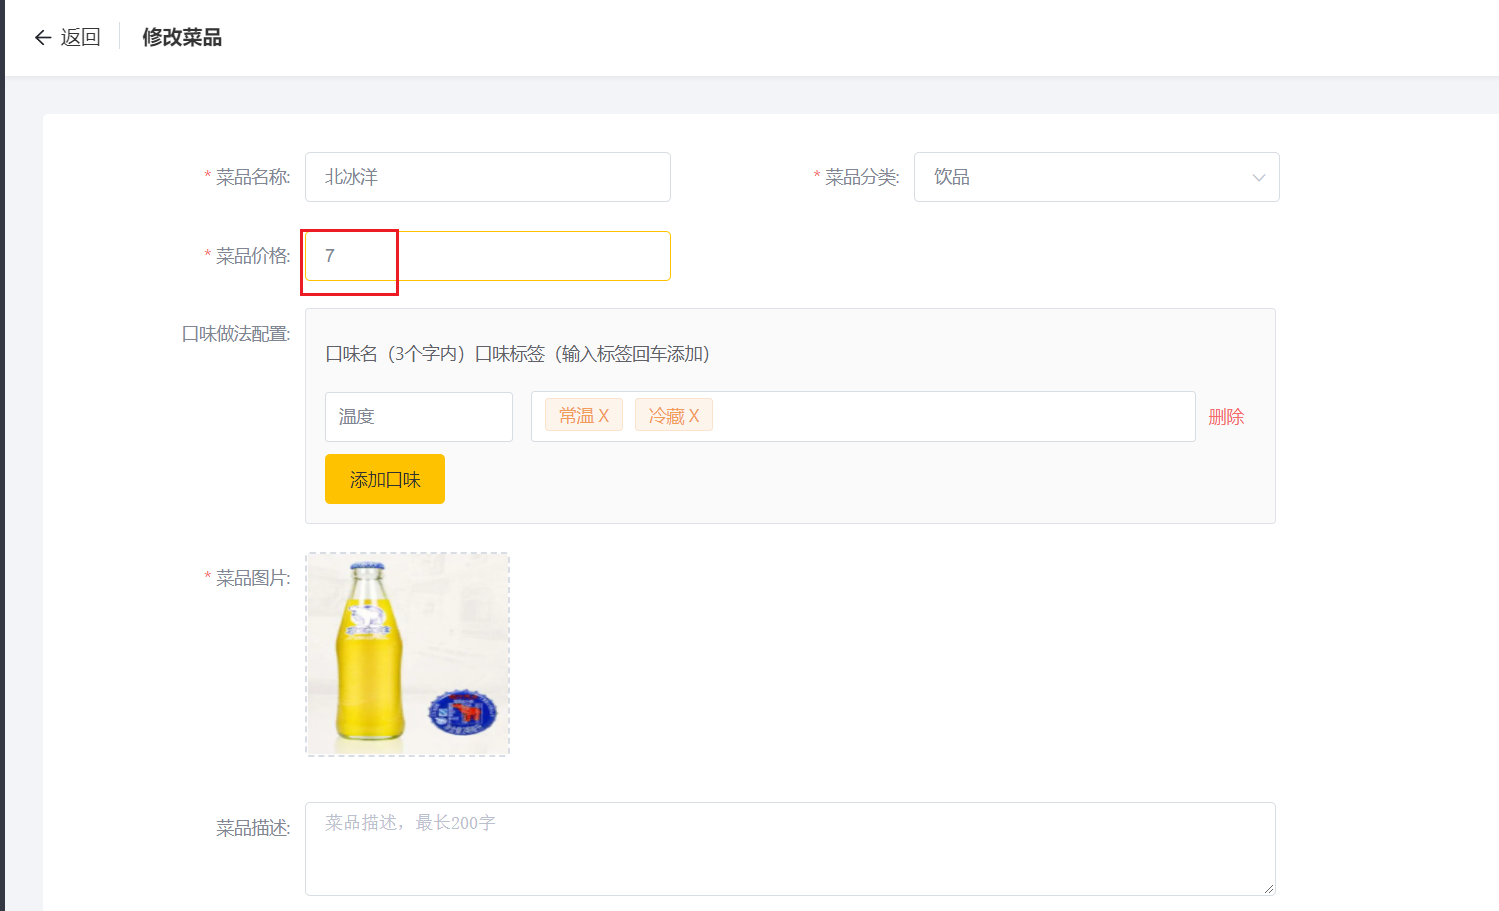 返回 修改菜品
* 菜品名称: 北冰洋 * 菜品分类: 饮品
* 菜品价格: 7
口味做法配置:
口味名（3个字内）口味标签（输入标签回车添加）
温度 常温 X 冷藏 X 删除
添加口味
* 菜品图片:
菜品描述: 菜品描述，最长200字